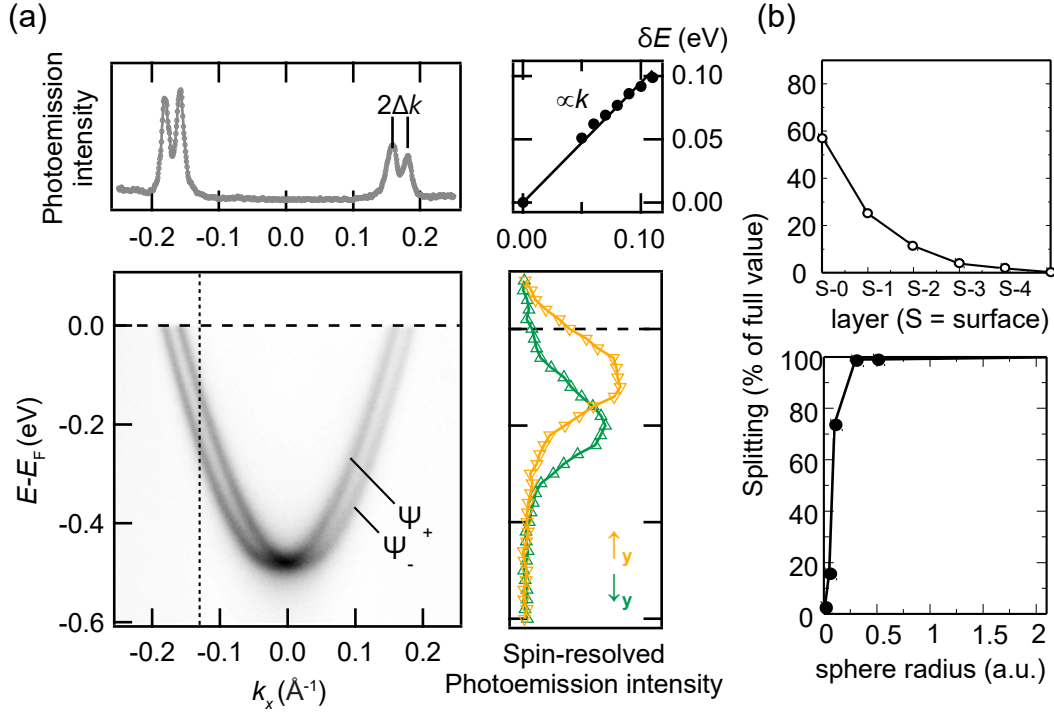 (a)
Photoemission
intensity
2Δk
-0.2
-0.1
0.0
0.1
0.2
δE (eV)
∝k
0.10
0.05
0.00
0.00
0.10
E-E_F (eV)
0.0
-0.2
-0.4
-0.6
Ψ+
Ψ-
-0.2
-0.1
0.0
0.1
0.2
k_x (Å⁻¹)
↑y
↓y
Spin-resolved
Photoemission intensity
(b)
Splitting (% of full value)
80
60
40
20
0
S-0
S-1
S-2
S-3
S-4
layer (S = surface)
100
80
60
40
20
0
0
0.5
1
1.5
2
sphere radius (a.u.)